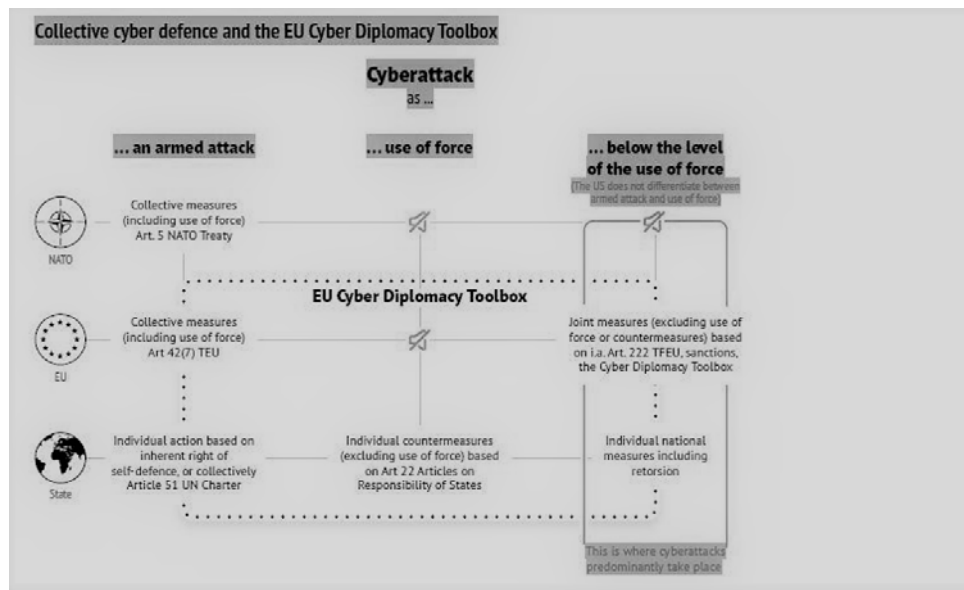 Collective cyber defence and the EU Cyber Diplomacy Toolbox
Cyberattack
as ...
... an armed attack
... use of force
... below the level
of the use of force
(The US does not differentiate between
armed attack and use of force)
NATO
Collective measures
(including use of force)
Art. 5 NATO Treaty
EU Cyber Diplomacy Toolbox
EU
Collective measures
(including use of force)
Art 42(7) TEU
Joint measures (excluding use of
force or countermeasures) based
on i.a. Art. 222 TFEU, sanctions,
the Cyber Diplomacy Toolbox
State
Individual action based on
inherent right of
self-defence, or collectively
Article 51 UN Charter
Individual countermeasures
(excluding use of force) based
on Art 22 Articles on
Responsibility of States
Individual national
measures including
retorsion
This is where cyberattacks
predominantly take place